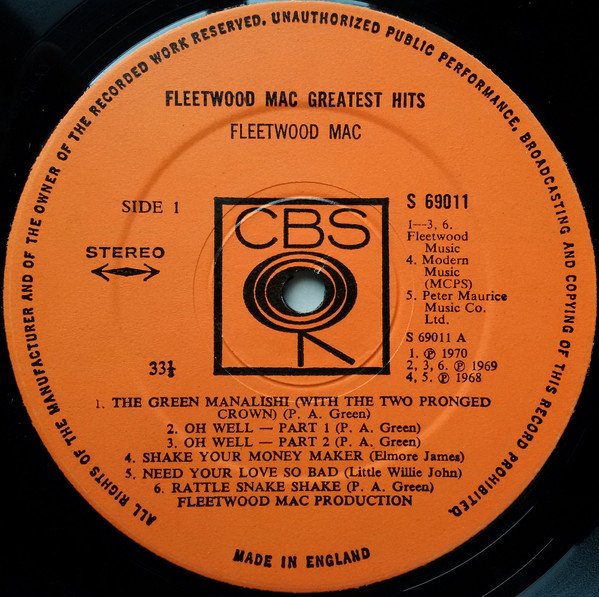 ALL RIGHTS OF THE MANUFACTURER AND OF THE OWNER OF THE RECORDED WORK RESERVED. UNAUTHORIZED PUBLIC PERFORMANCE, BROADCASTING AND COPYING OF THIS RECORD PROHIBITED.
FLEETWOOD MAC GREATEST HITS
FLEETWOOD MAC
SIDE 1
STEREO
33⅓
CBS
S 69011
1—3, 6.
Fleetwood
Music
4. Modern
Music
(MCPS)
5. Peter Maurice
Music Co.
Ltd.
S 69011 A
1. ℗ 1970
2, 3, 6. ℗ 1969
4, 5. ℗ 1968
1. THE GREEN MANALISHI (WITH THE TWO PRONGED
CROWN) (P. A. Green)
2. OH WELL — PART 1 (P. A. Green)
3. OH WELL — PART 2 (P. A. Green)
4. SHAKE YOUR MONEY MAKER (Elmore James)
5. NEED YOUR LOVE SO BAD (Little Willie John)
6. RATTLE SNAKE SHAKE (P. A. Green)
FLEETWOOD MAC PRODUCTION
MADE IN ENGLAND